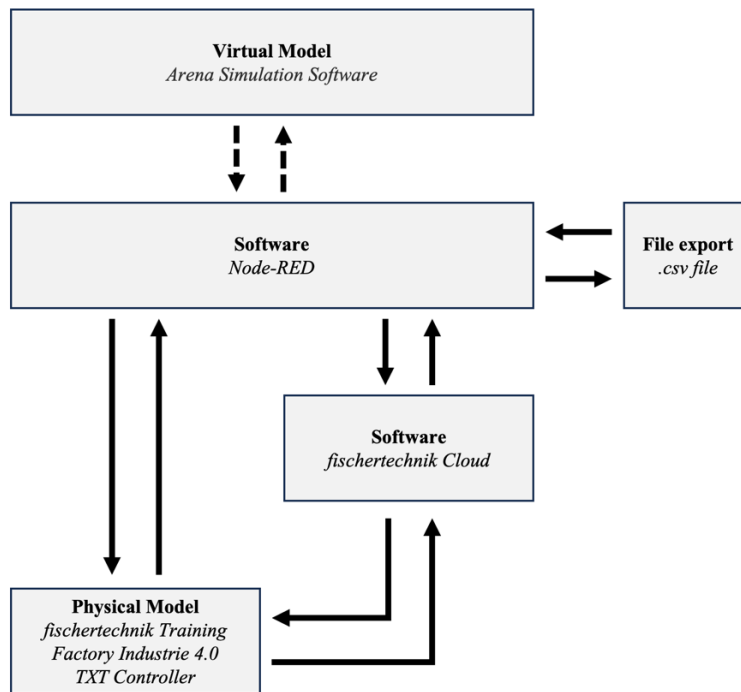 Virtual Model
Arena Simulation Software
Software
Node-RED
File export
.csv file
Software
fischertechnik Cloud
Physical Model
fischertechnik Training
Factory Industrie 4.0
TXT Controller